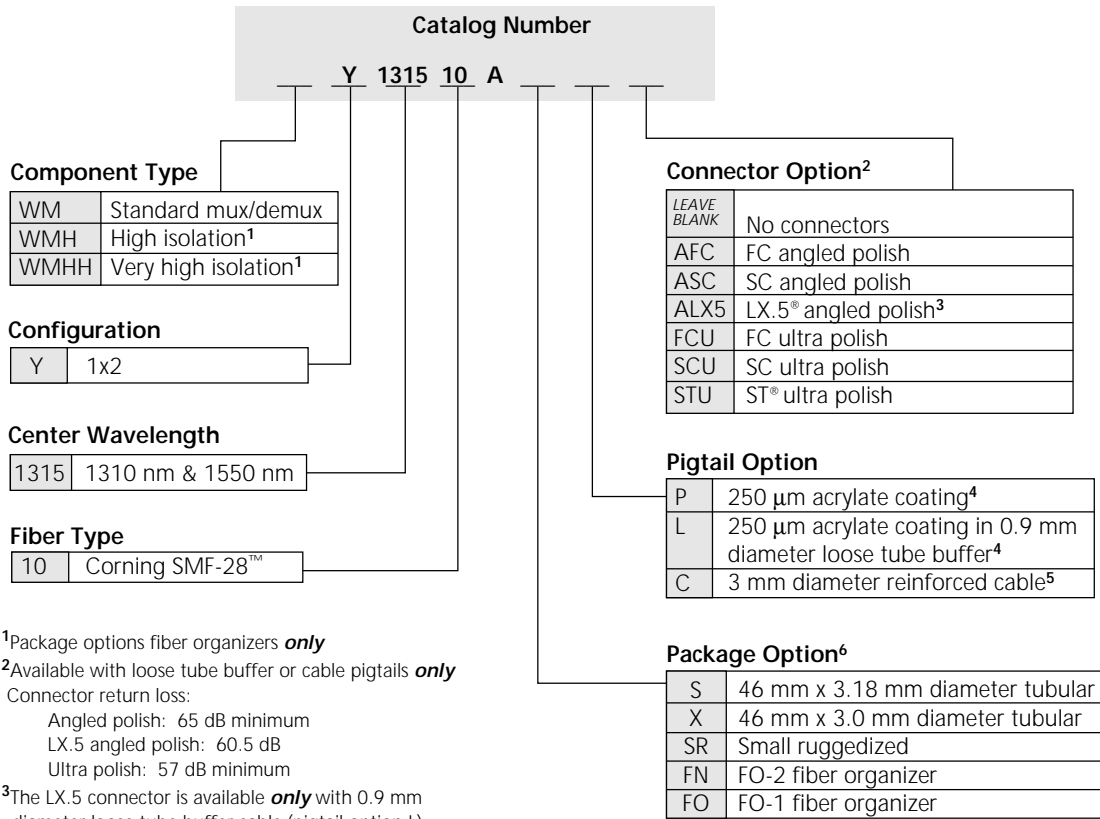 Catalog Number
Y 1315 10 A
Component Type
WM Standard mux/demux
WMH High isolation1
WMHH Very high isolation1
Configuration
Y 1x2
Center Wavelength
1315 1310 nm & 1550 nm
Fiber Type
10 Corning SMF-28™
1Package options fiber organizers only
2Available with loose tube buffer or cable pigtails only
Connector return loss:
Angled polish: 65 dB minimum
LX.5 angled polish: 60.5 dB
Ultra polish: 57 dB minimum
3The LX.5 connector is available only with 0.9 mm
diameter loose tube buffer cable (pigtail option L)
Connector Option2
LEAVE
BLANK No connectors
AFC FC angled polish
ASC SC angled polish
ALX5 LX.5® angled polish3
FCU FC ultra polish
SCU SC ultra polish
STU ST® ultra polish
Pigtail Option
P 250 µm acrylate coating4
L 250 µm acrylate coating in 0.9 mm
diameter loose tube buffer4
C 3 mm diameter reinforced cable5
Package Option6
S 46 mm x 3.18 mm diameter tubular
X 46 mm x 3.0 mm diameter tubular
SR Small ruggedized
FN FO-2 fiber organizer
FO FO-1 fiber organizer